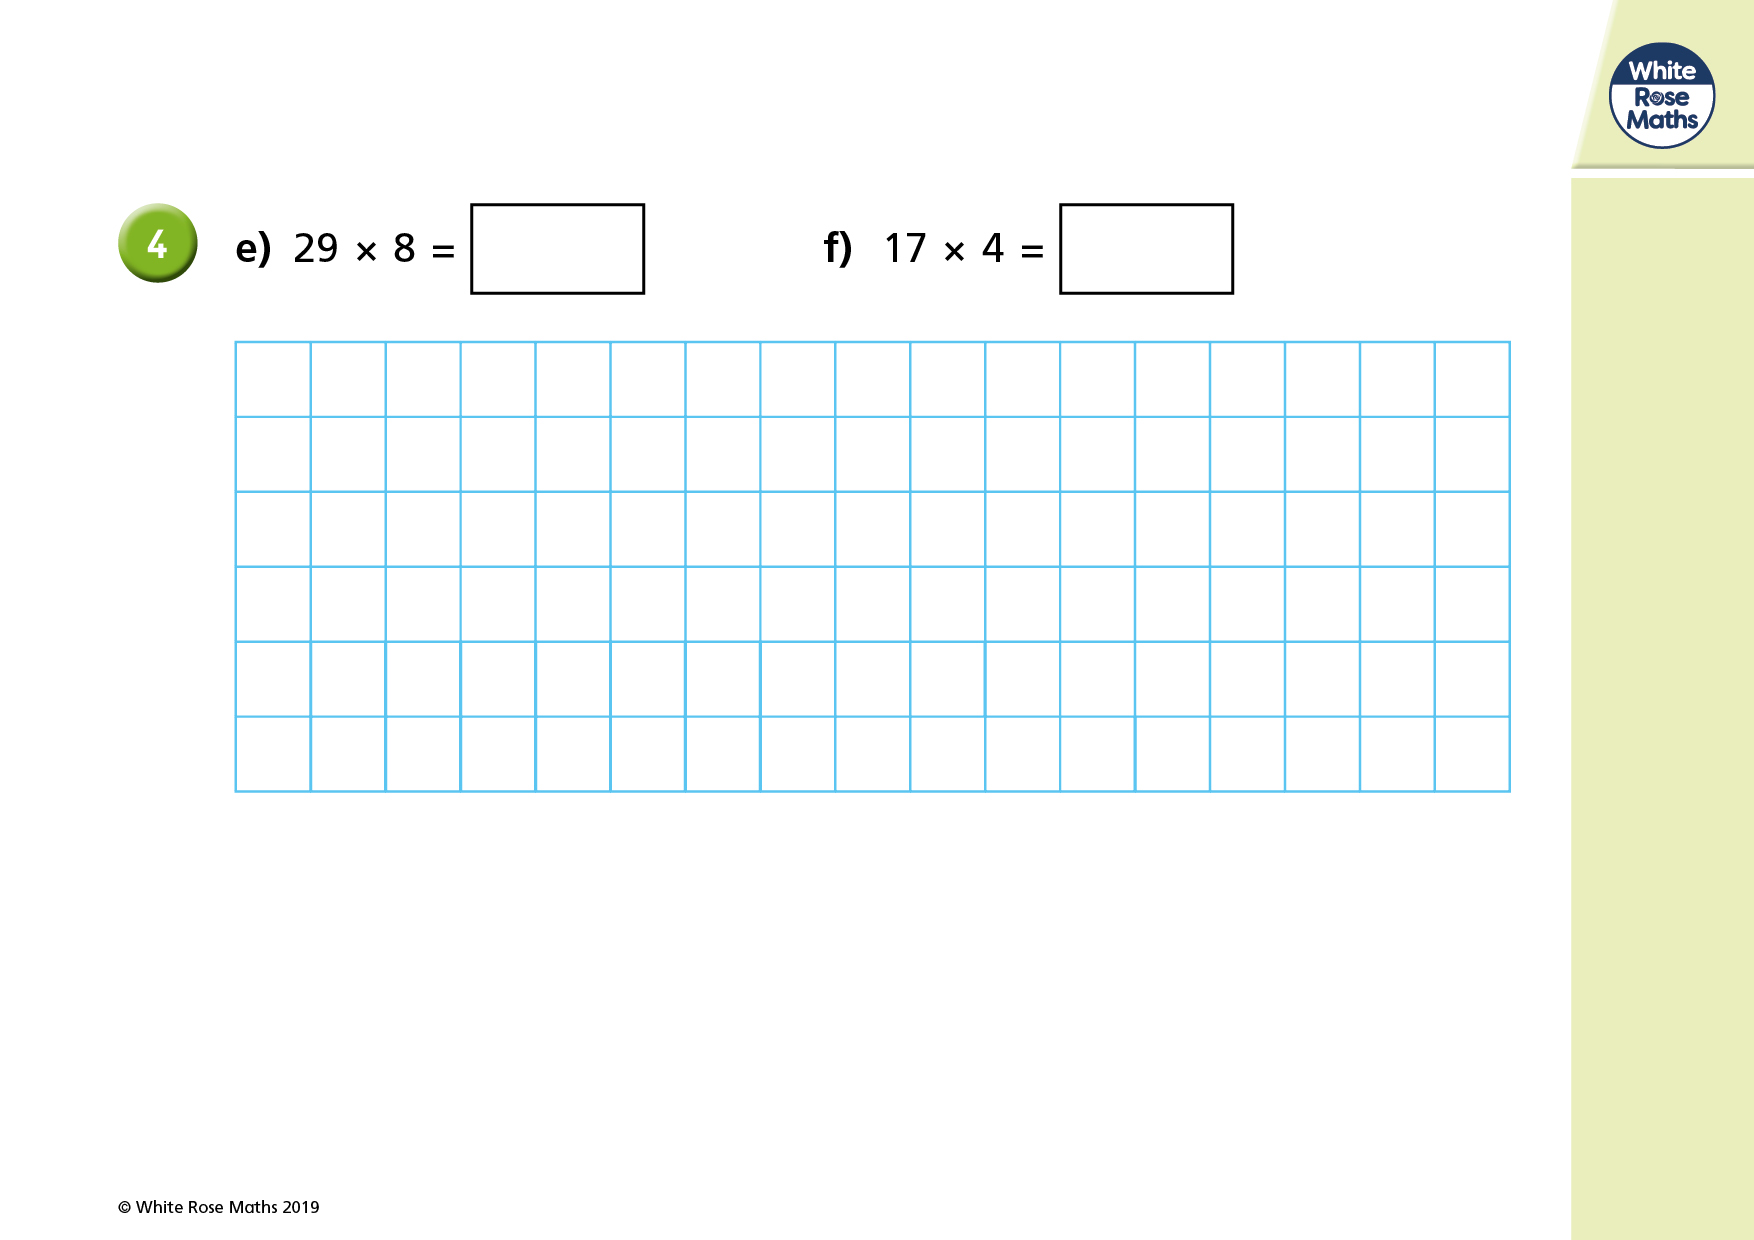 White
Rose
Maths
4 e) 29 × 8 = f) 17 × 4 =
© White Rose Maths 2019